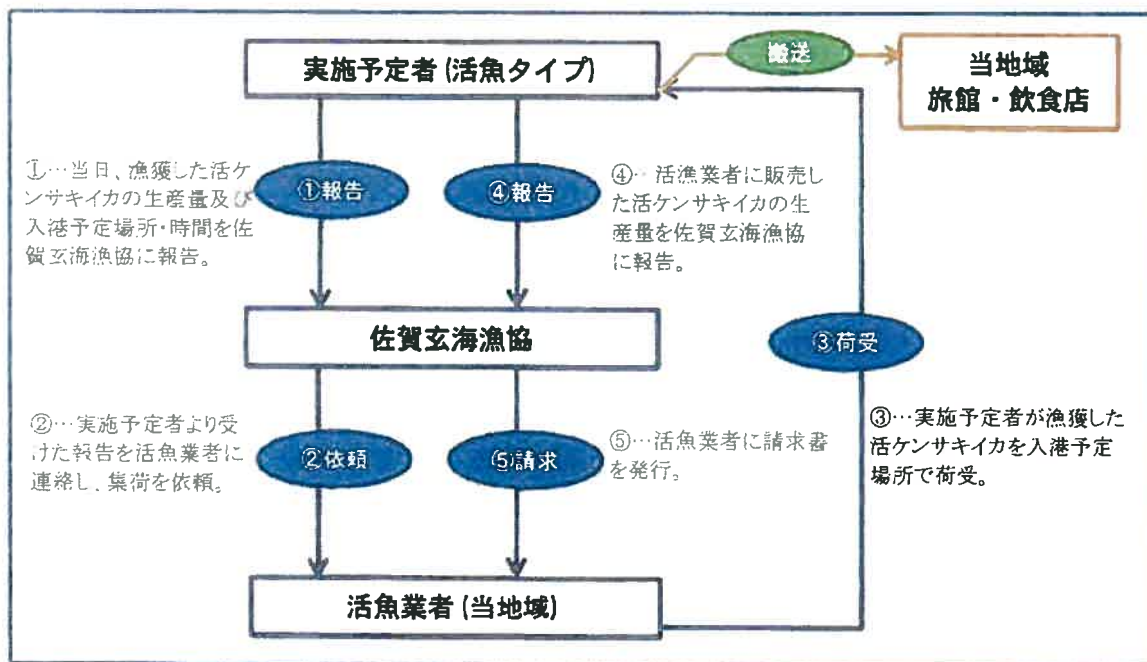 実施予定者(活魚タイプ)
搬送
当地域
旅館・飲食店
①…当日、漁獲した活ケ
ンサキイカの生産量及び
入港予定場所・時間を佐
賀玄海漁協に報告。
①報告
④報告
④…活漁業者に販売し
た活ケンサキイカの生
産量を佐賀玄海漁協
に報告。
佐賀玄海漁協
③荷受
②…実施予定者より受
けた報告を活魚業者に
連絡し、集荷を依頼。
②依頼
⑤請求
⑤…活魚業者に請求書
を発行。
③…実施予定者が漁獲した
活ケンサキイカを入港予定
場所で荷受。
活魚業者(当地域)